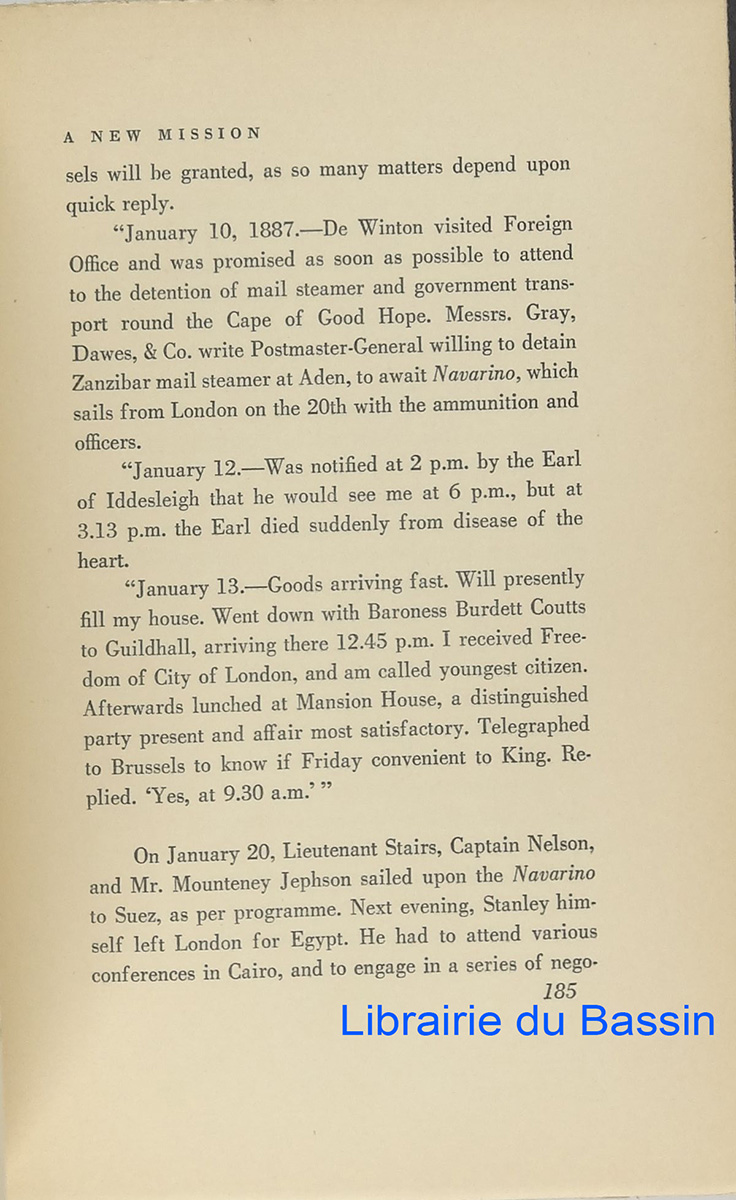 A NEW MISSION
sels will be granted, as so many matters depend upon
quick reply.
“January 10, 1887.—De Winton visited Foreign
Office and was promised as soon as possible to attend
to the detention of mail steamer and government trans-
port round the Cape of Good Hope. Messrs. Gray,
Dawes, & Co. write Postmaster-General willing to detain
Zanzibar mail steamer at Aden, to await Navarino, which
sails from London on the 20th with the ammunition and
officers.
“January 12.—Was notified at 2 p.m. by the Earl
of Iddesleigh that he would see me at 6 p.m., but at
3.13 p.m. the Earl died suddenly from disease of the
heart.
“January 13.—Goods arriving fast. Will presently
fill my house. Went down with Baroness Burdett Coutts
to Guildhall, arriving there 12.45 p.m. I received Free-
dom of City of London, and am called youngest citizen.
Afterwards lunched at Mansion House, a distinguished
party present and affair most satisfactory. Telegraphed
to Brussels to know if Friday convenient to King. Re-
plied. ‘Yes, at 9.30 a.m.’ ”
On January 20, Lieutenant Stairs, Captain Nelson,
and Mr. Mounteney Jephson sailed upon the Navarino
to Suez, as per programme. Next evening, Stanley him-
self left London for Egypt. He had to attend various
conferences in Cairo, and to engage in a series of nego-
185
Librairie du Bassin